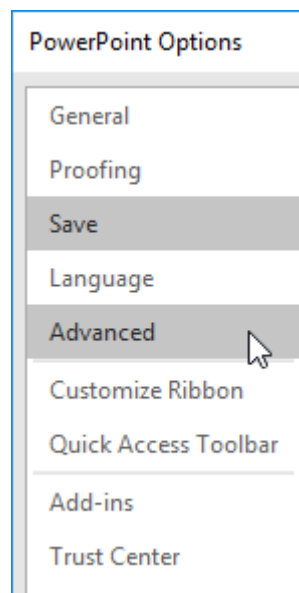 PowerPoint Options
General
Proofing
Save
Language
Advanced
Customize Ribbon
Quick Access Toolbar
Add-ins
Trust Center